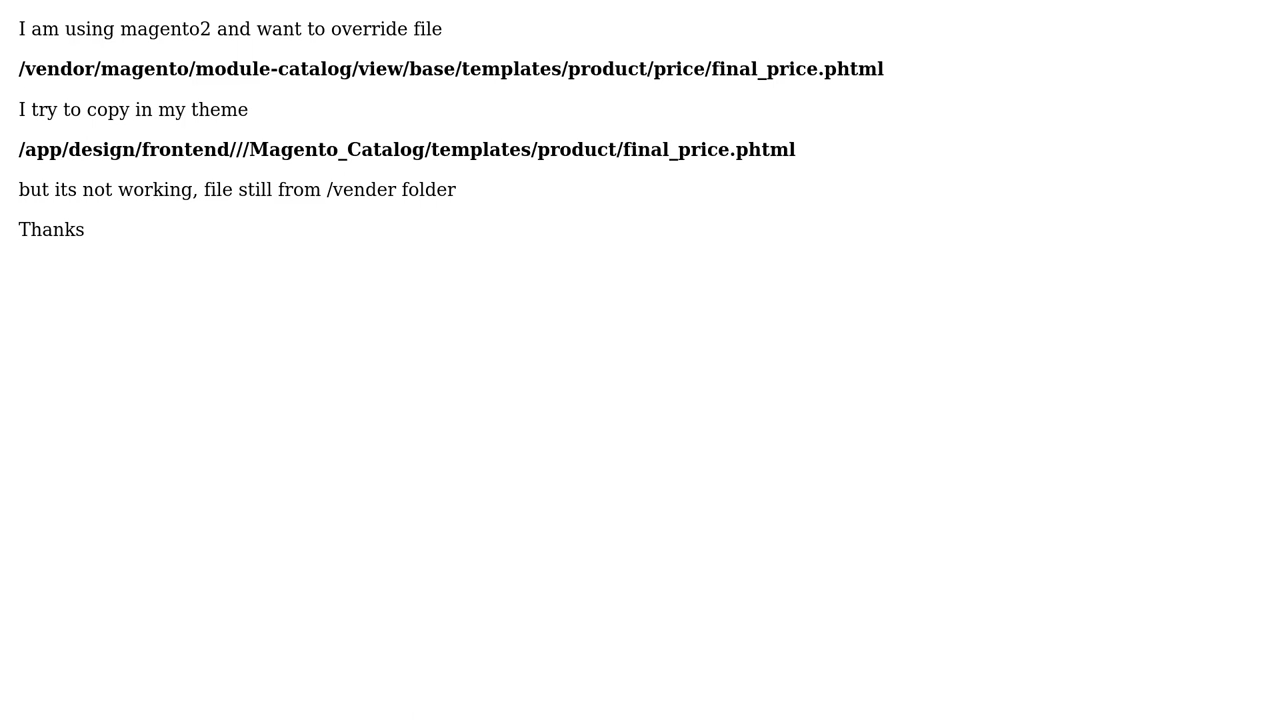 I am using magento2 and want to override file
/vendor/magento/module-catalog/view/base/templates/product/price/final_price.phtml
I try to copy in my theme
/app/design/frontend///Magento_Catalog/templates/product/final_price.phtml
but its not working, file still from /vender folder
Thanks